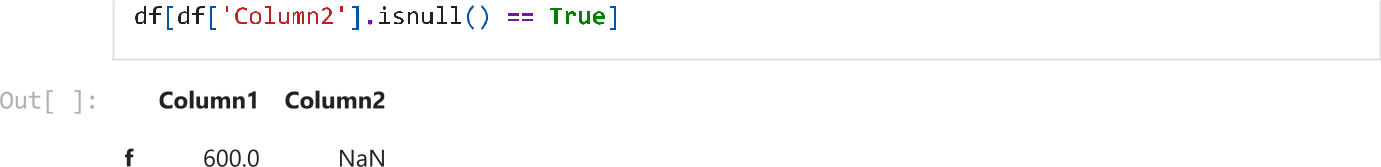 df[df['Column2'].isnull() == True]
Out[ ]:
Column1 Column2
f 600.0 NaN